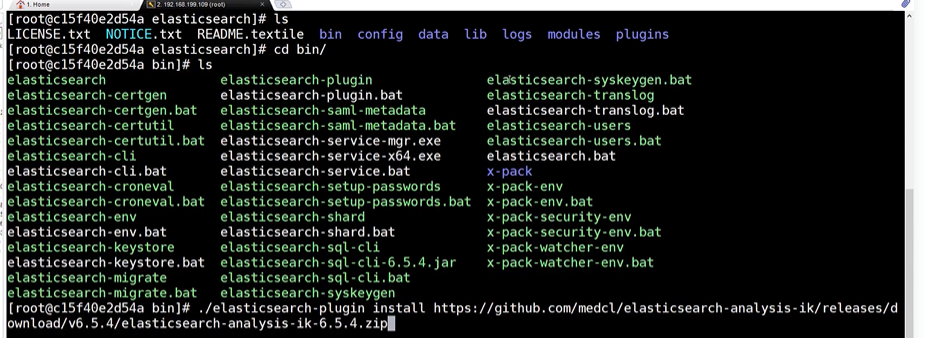 1. Home
2. 192.168.199.109 (root)
[root@c15f40e2d54a elasticsearch]# ls
LICENSE.txt NOTICE.txt README.textile bin config data lib logs modules plugins
[root@c15f40e2d54a elasticsearch]# cd bin/
[root@c15f40e2d54a bin]# ls
elasticsearch elasticsearch-plugin elasticsearch-syskeygen.bat
elasticsearch-certgen elasticsearch-plugin.bat elasticsearch-translog
elasticsearch-certgen.bat elasticsearch-saml-metadata elasticsearch-translog.bat
elasticsearch-certutil elasticsearch-saml-metadata.bat elasticsearch-users
elasticsearch-certutil.bat elasticsearch-service-mgr.exe elasticsearch-users.bat
elasticsearch-cli elasticsearch-service-x64.exe elasticsearch.bat
elasticsearch-cli.bat elasticsearch-service.bat x-pack
elasticsearch-croneval elasticsearch-setup-passwords x-pack-env
elasticsearch-croneval.bat elasticsearch-setup-passwords.bat x-pack-env.bat
elasticsearch-env elasticsearch-shard x-pack-security-env
elasticsearch-env.bat elasticsearch-shard.bat x-pack-security-env.bat
elasticsearch-keystore elasticsearch-sql-cli x-pack-watcher-env
elasticsearch-keystore.bat elasticsearch-sql-cli-6.5.4.jar x-pack-watcher-env.bat
elasticsearch-migrate elasticsearch-sql-cli.bat
elasticsearch-migrate.bat elasticsearch-syskeygen
[root@c15f40e2d54a bin]# ./elasticsearch-plugin install https://github.com/medcl/elasticsearch-analysis-ik/releases/d
ownload/v6.5.4/elasticsearch-analysis-ik-6.5.4.zip